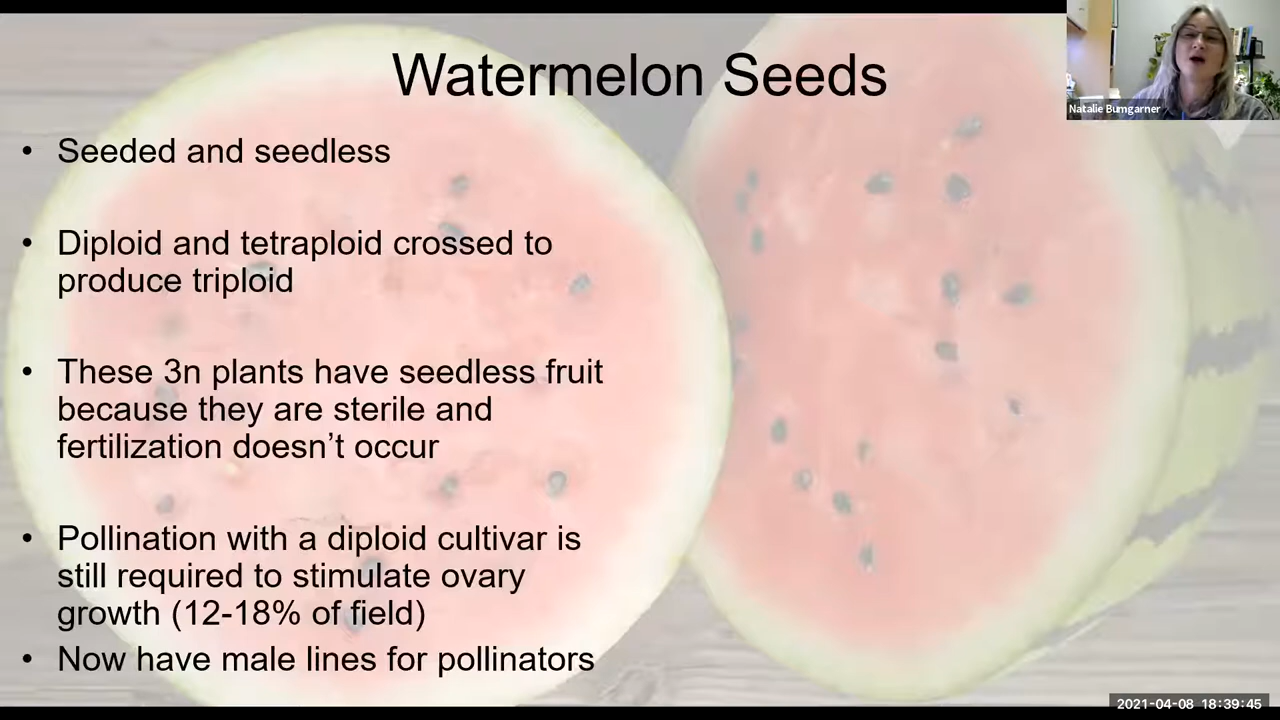 Watermelon Seeds
Natalie Bumgarner
• Seeded and seedless
• Diploid and tetraploid crossed to
produce triploid
• These 3n plants have seedless fruit
because they are sterile and
fertilization doesn’t occur
• Pollination with a diploid cultivar is
still required to stimulate ovary
growth (12-18% of field)
• Now have male lines for pollinators
2021-04-08 18:39:45